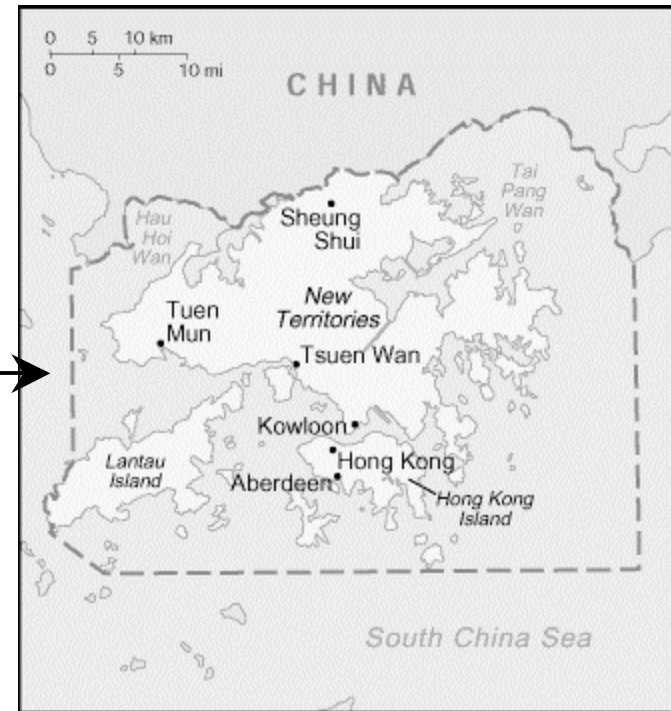 0 5 10 km
0 5 10 mi
CHINA
Tai
Pang
Wan
Hau
Hoi
Wan
Sheung
Shui
New
Territories
Tuen
Mun
Tsuen Wan
Kowloon
Hong Kong
Lantau
Island
Aberdeen
Hong Kong
Island
South China Sea